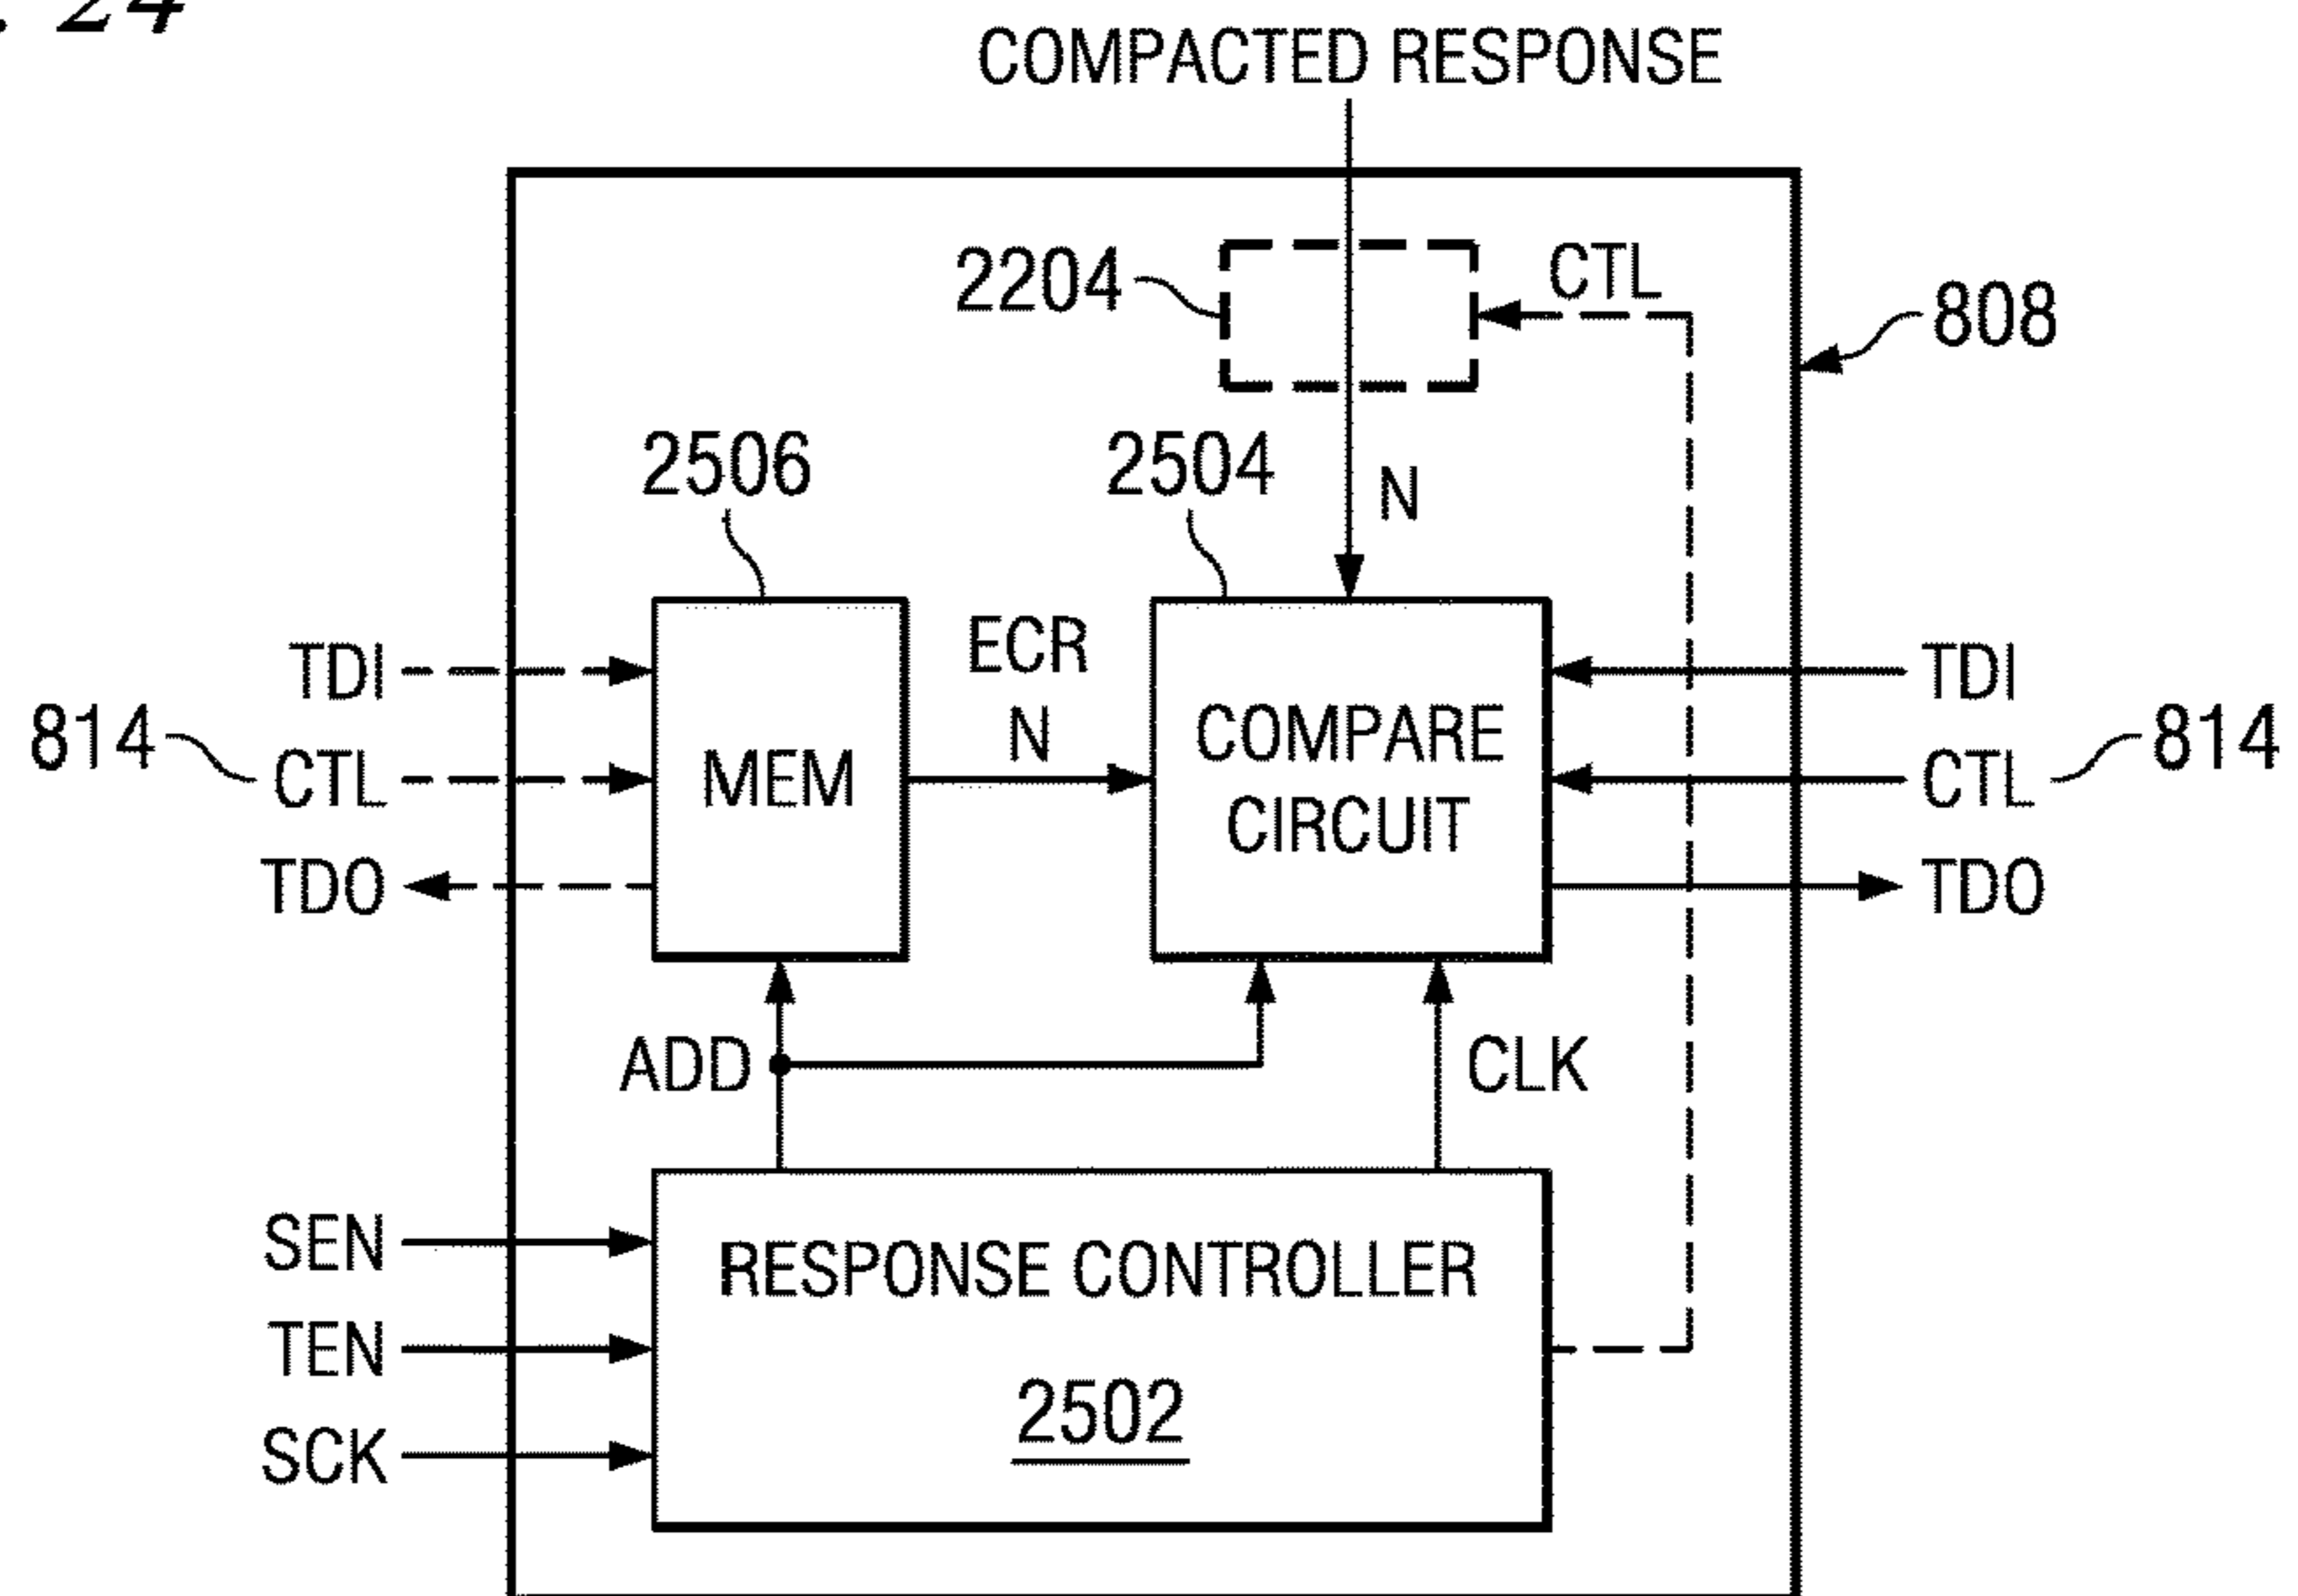 . 24
COMPACTED RESPONSE
2204
CTL
808
2506
2504
N
TDI
ECR
TDI
814
N
COMPARE
814
CTL
MEM
CTL
CIRCUIT
TDO
TDO
ADD
CLK
SEN
RESPONSE CONTROLLER
TEN
2502
SCK